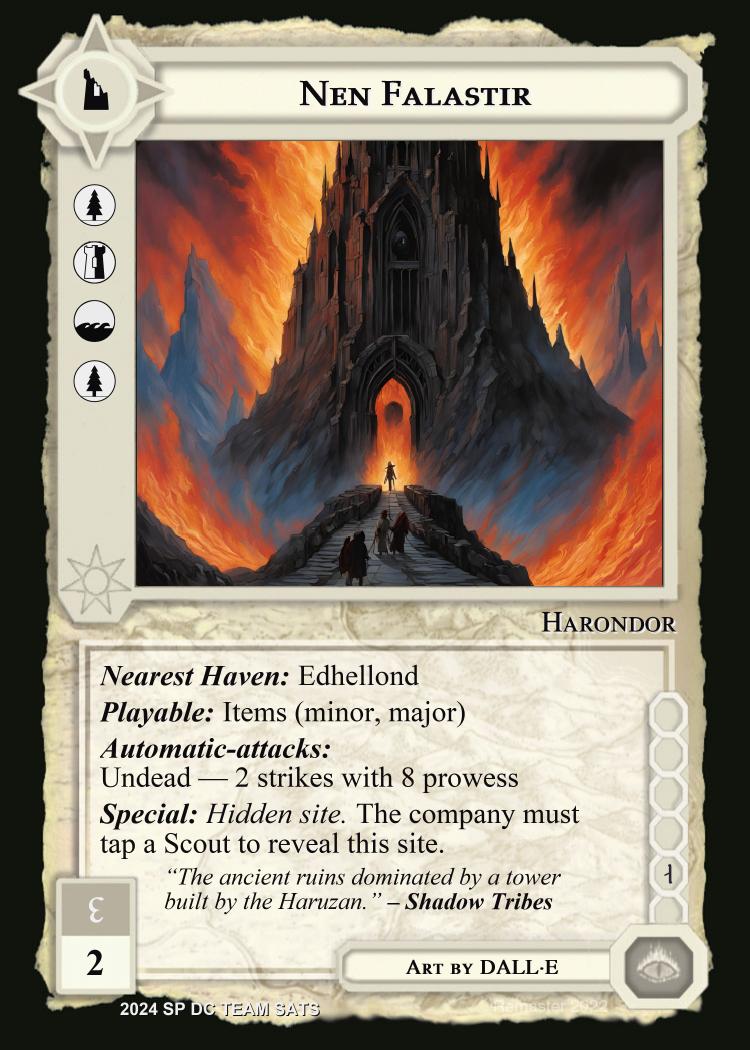 Nen Falastir
Harondor
Nearest Haven: Edhellond
Playable: Items (minor, major)
Automatic-attacks:
Undead — 2 strikes with 8 prowess
Special: Hidden site. The company must
tap a Scout to reveal this site.
“The ancient ruins dominated by a tower
built by the Haruzan.” – Shadow Tribes
2
Art by DALL·E
2024 SP DC TEAM SATS
Remaster 2022